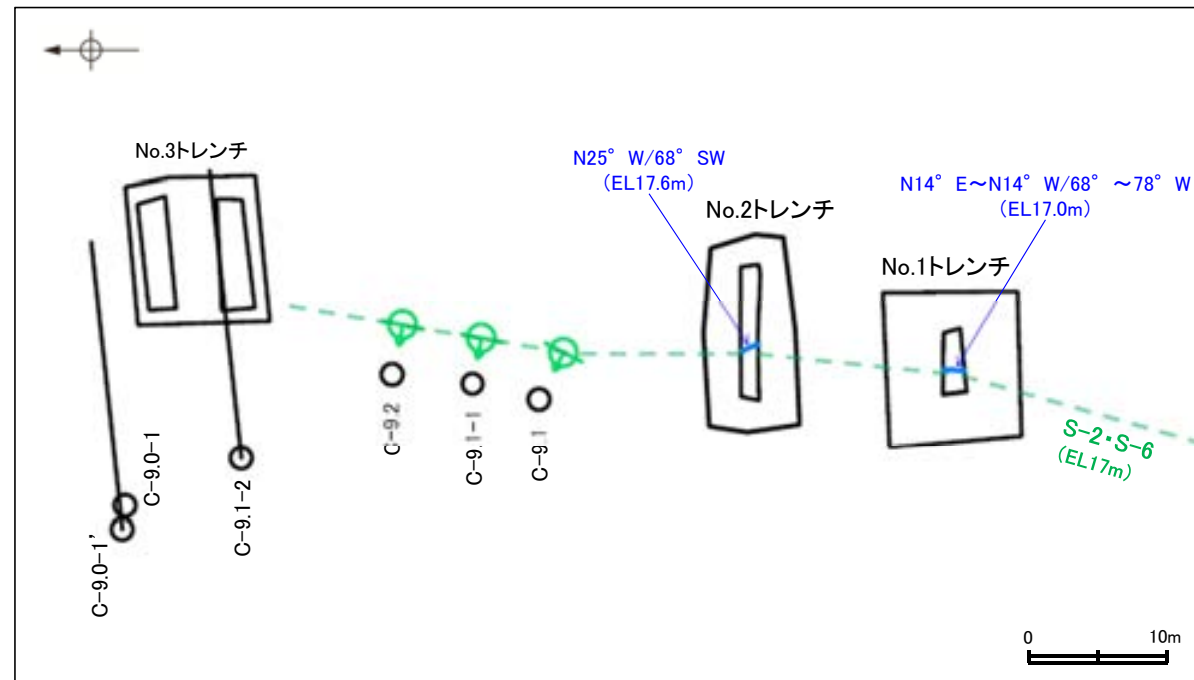 No.3トレンチ
N25° W/68° SW
(EL17.6m)
No.2トレンチ
N14° E～N14° W/68° ～78° W
(EL17.0m)
No.1トレンチ
C-9.2
C-9.1-1
C-9.1
S-2・S-6
(EL17m)
C-9.0-1
C-9.0-1'
C-9.1-2
0
10m